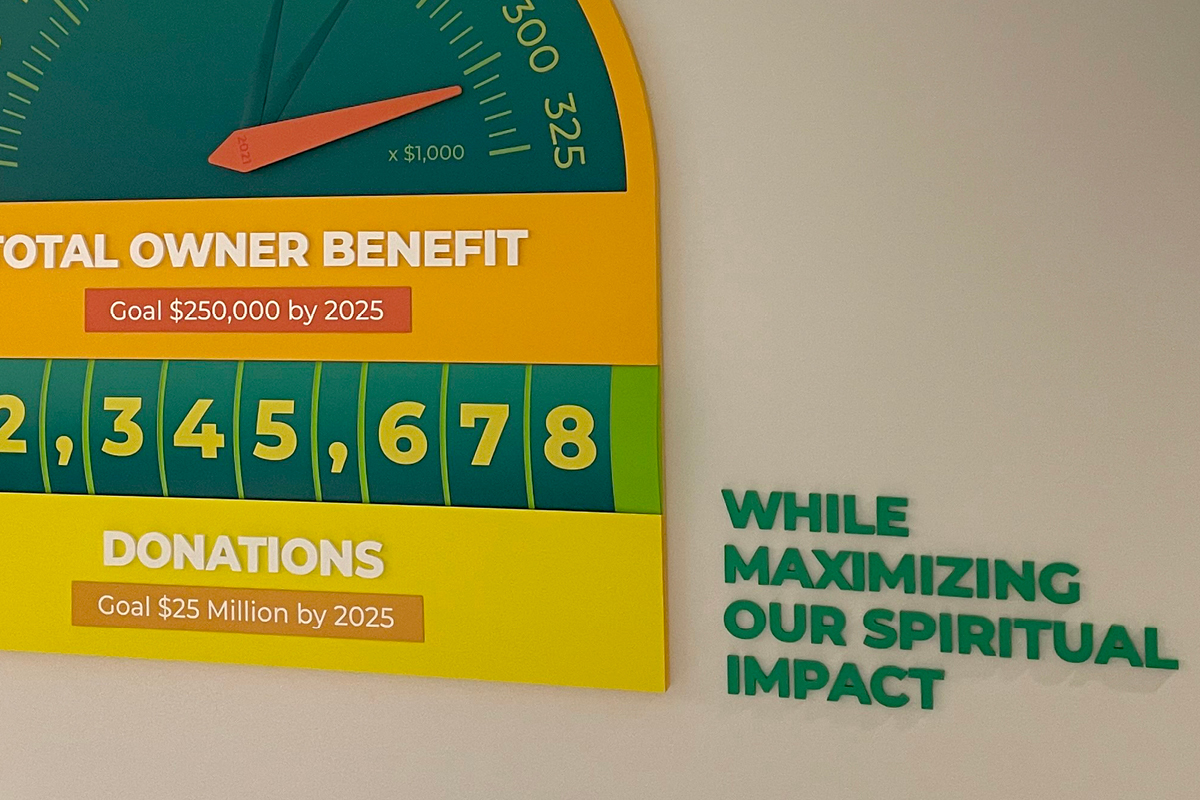 300
325
2021
x $1,000
TOTAL OWNER BENEFIT
Goal $250,000 by 2025
2,345,678
DONATIONS
Goal $25 Million by 2025
WHILE
MAXIMIZING
OUR SPIRITUAL
IMPACT